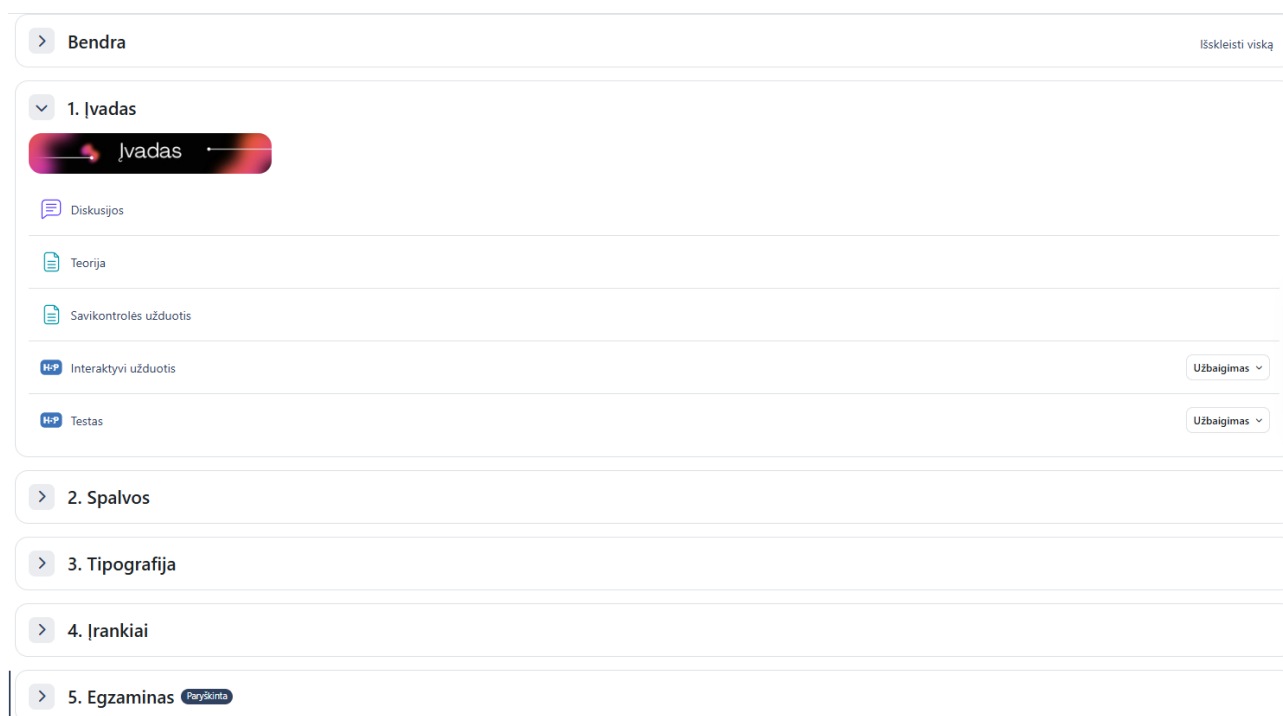 Bendra
Išskleisti viską
1. Įvadas
Įvadas
Diskusijos
Teorija
Savikontrolės užduotis
H-P Interaktyvi užduotis
Užbaigimas
H-P Testas
Užbaigimas
2. Spalvos
3. Tipografija
4. Įrankiai
5. Egzaminas Paryškinta